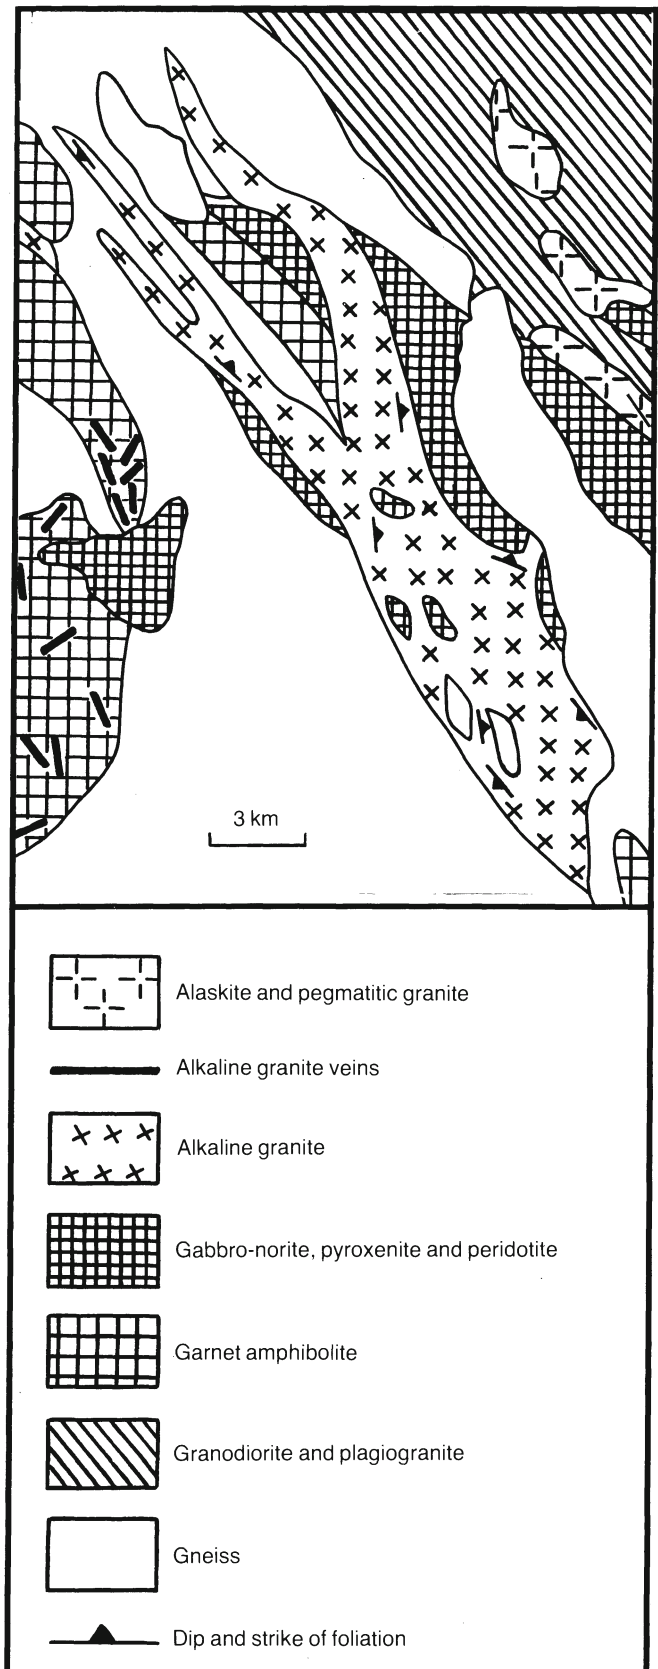 3 km
Alaskite and pegmatitic granite
Alkaline granite veins
Alkaline granite
Gabbro-norite, pyroxenite and peridotite
Garnet amphibolite
Granodiorite and plagiogranite
Gneiss
Dip and strike of foliation